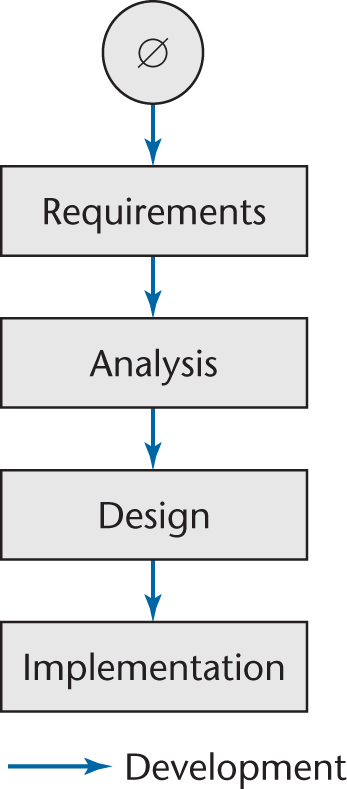 ∅
Requirements
Analysis
Design
Implementation
Development